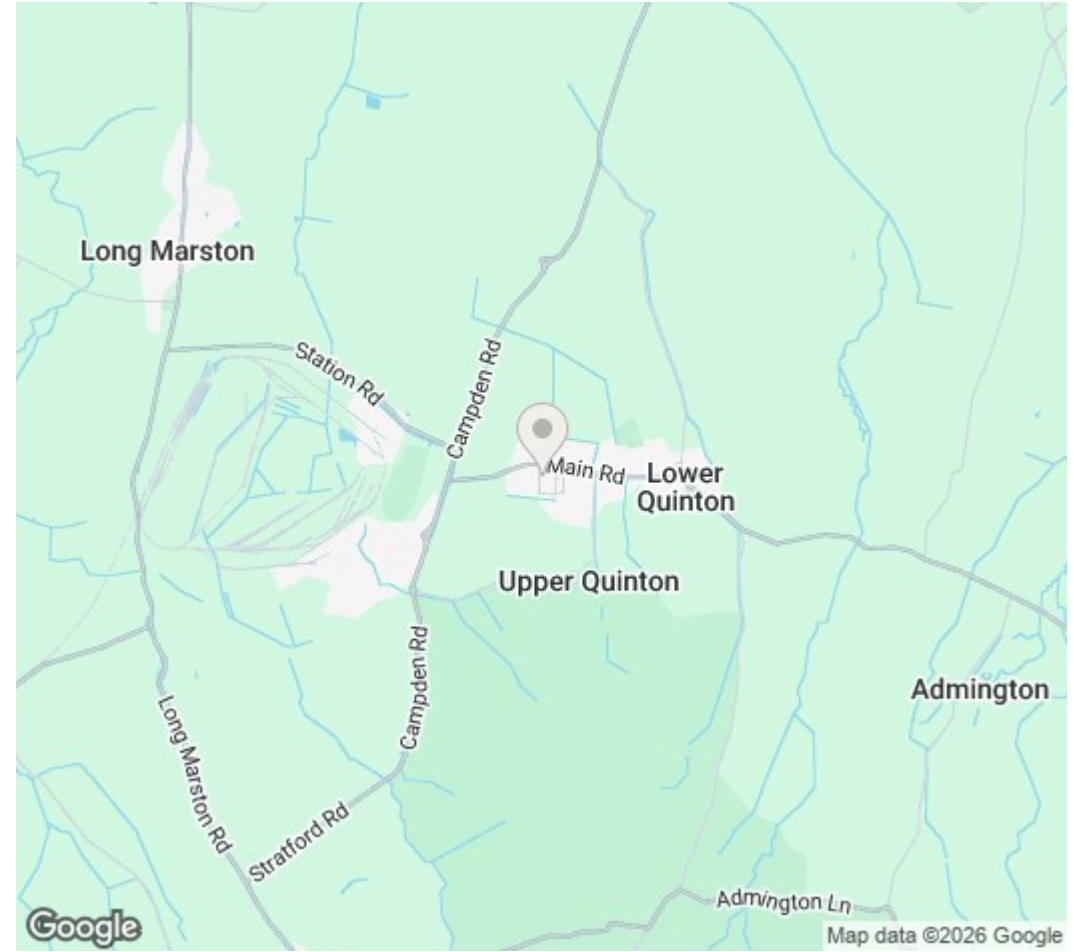 Long Marston
Station Rd
Campden Rd
Main Rd
Lower
Quinton
Upper Quinton
Campden Rd
Admington
Long Marston Rd
Stratford Rd
Admington Ln
Google
Map data ©2026 Google